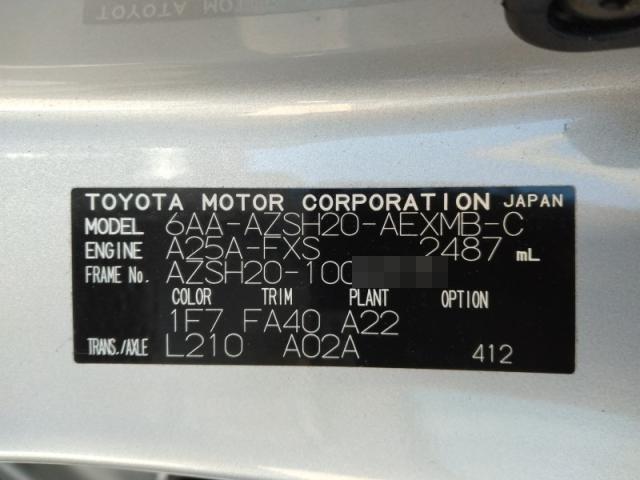 TOYOTA
TOYOTA MOTOR CORPORATION JAPAN
MODEL 6AA-AZSH20-AEXMB-C
ENGINE A25A-FXS 2487 mL
FRAME No. AZSH20-100
COLOR TRIM PLANT OPTION
1F7 FA40 A22
TRANS./AXLE L210 A02A 412